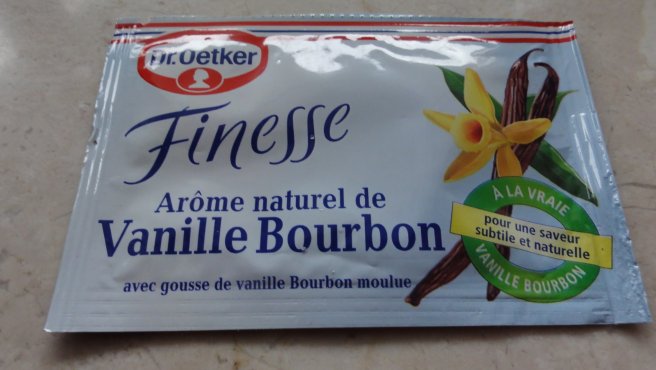 Dr.Oetker
Finesse
Arôme naturel de
Vanille Bourbon
avec gousse de vanille Bourbon moulue
À LA VRAIE
pour une saveur
subtile et naturelle
VANILLE BOURBON